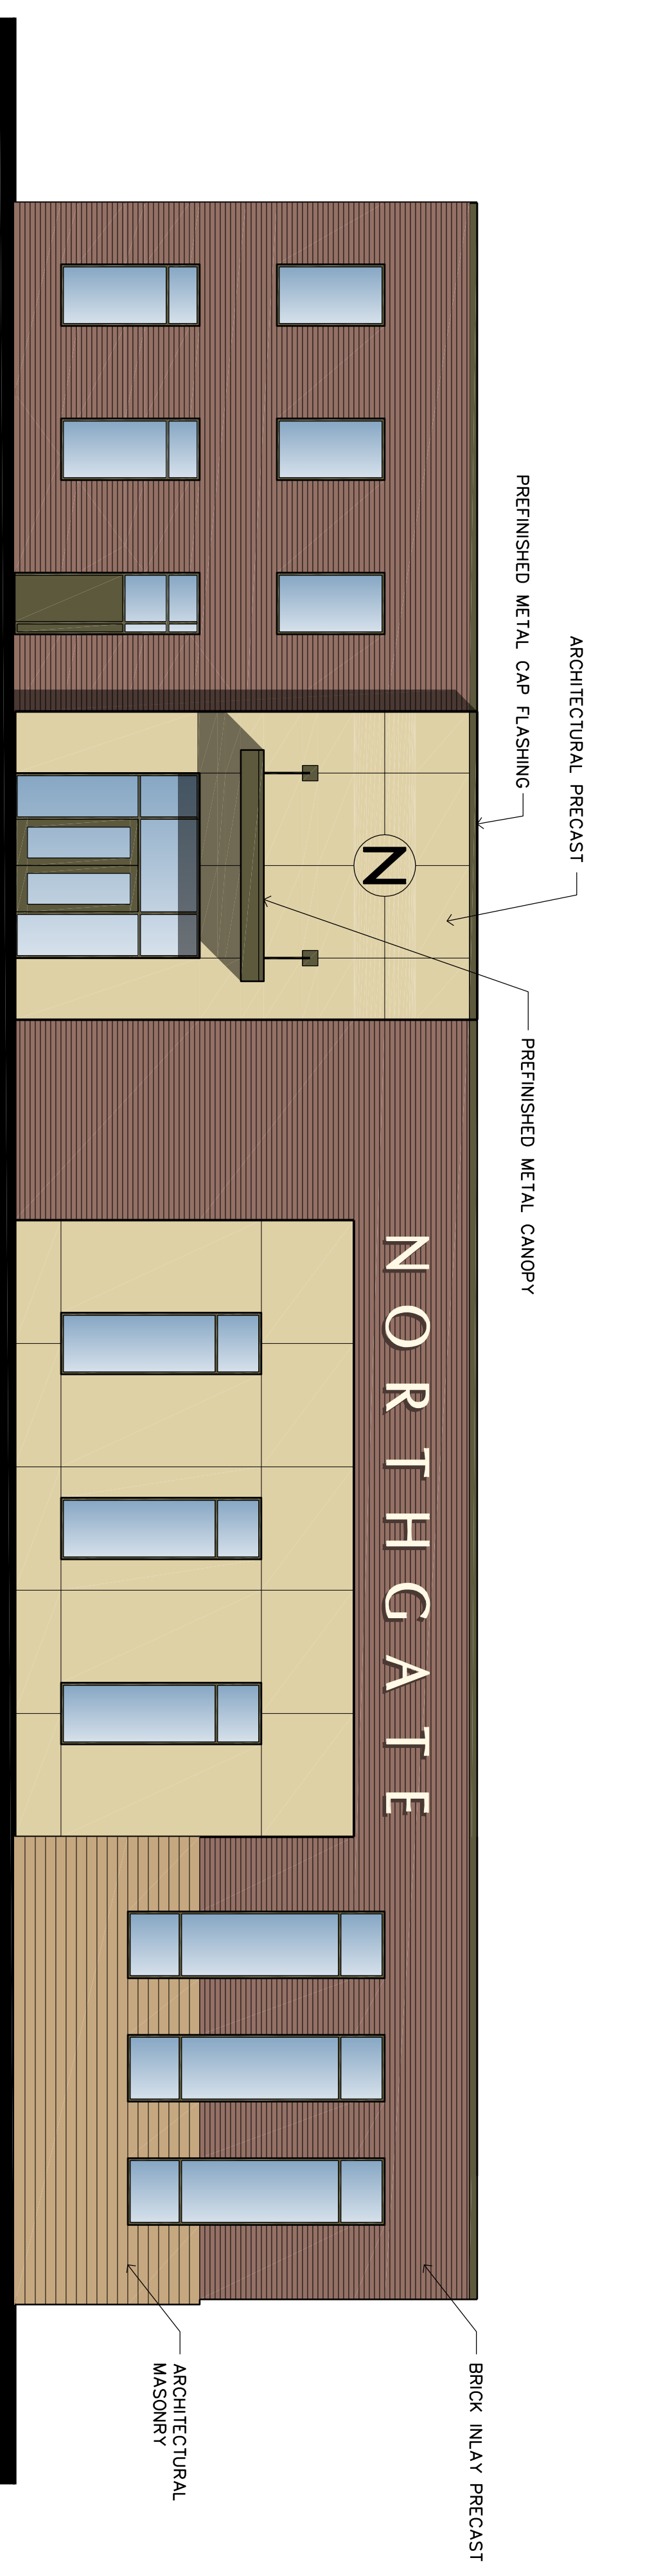 ARCHITECTURAL PRECAST
PREFINISHED METAL CAP FLASHING
PREFINISHED METAL CANOPY
BRICK INLAY PRECAST
N
NORTHGATE
ARCHITECTURAL
MASONRY